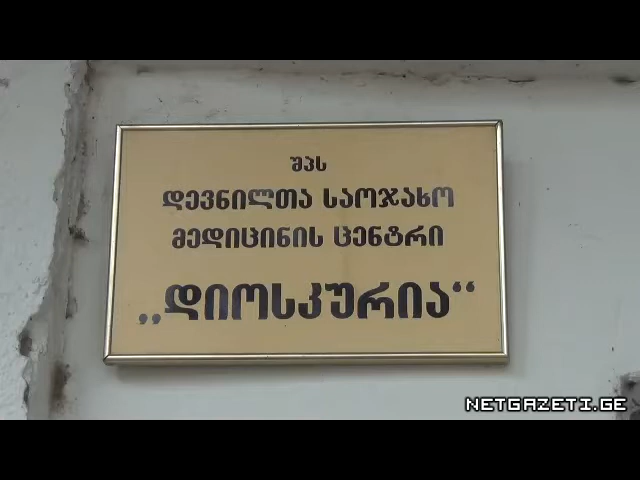 შპს
დევნილთა საოჯახო
მედიცინის ცენტრი
„დიოსკურია“
NETGAZETI.GE